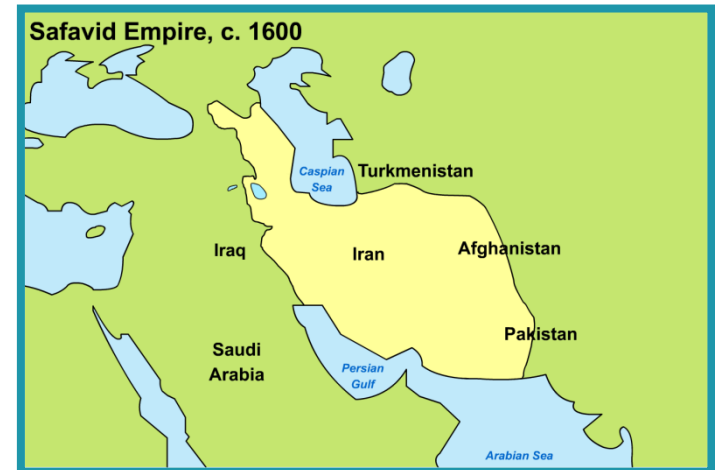 Safavid Empire, c. 1600
Caspian
Sea
Turkmenistan
Iraq
Iran
Afghanistan
Pakistan
Saudi
Arabia
Persian
Gulf
Arabian Sea